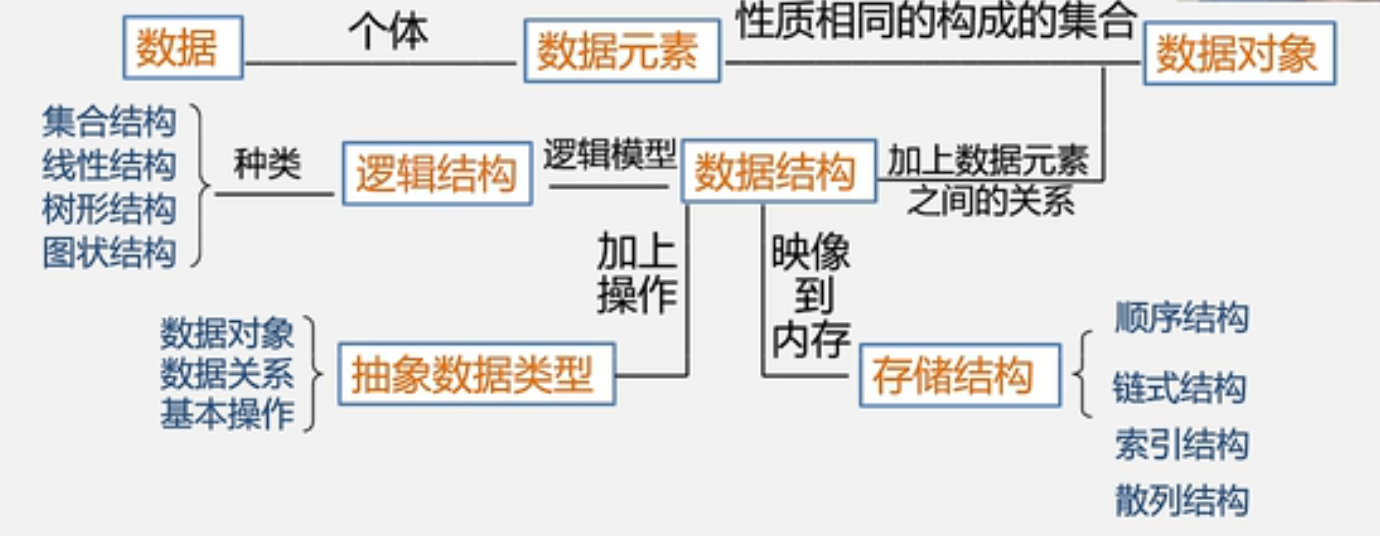 数据
个体
数据元素
性质相同的构成的集合
数据对象
集合结构
线性结构
树形结构
图状结构
种类
逻辑结构
逻辑模型
数据结构
加上数据元素
之间的关系
加上
操作
映像
到
内存
数据对象
数据关系
基本操作
抽象数据类型
存储结构
顺序结构
链式结构
索引结构
散列结构